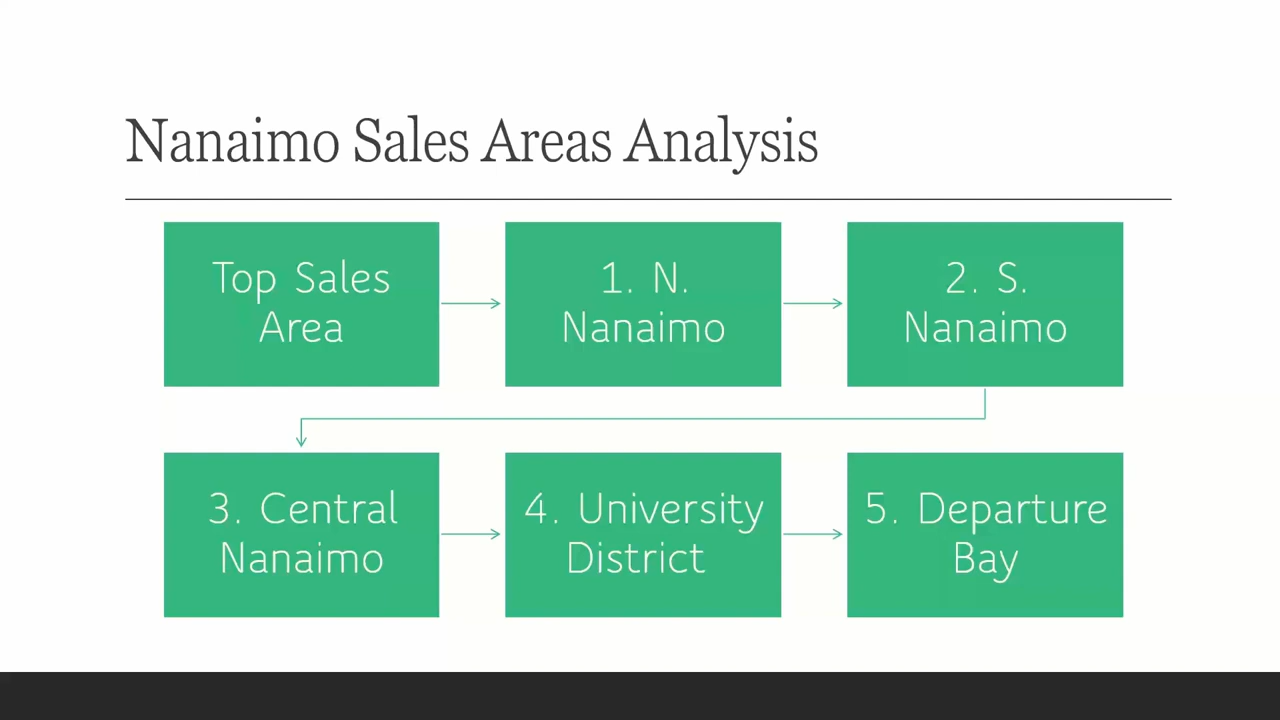 Nanaimo Sales Areas Analysis
Top Sales
Area
1. N.
Nanaimo
2. S.
Nanaimo
3. Central
Nanaimo
4. University
District
5. Departure
Bay